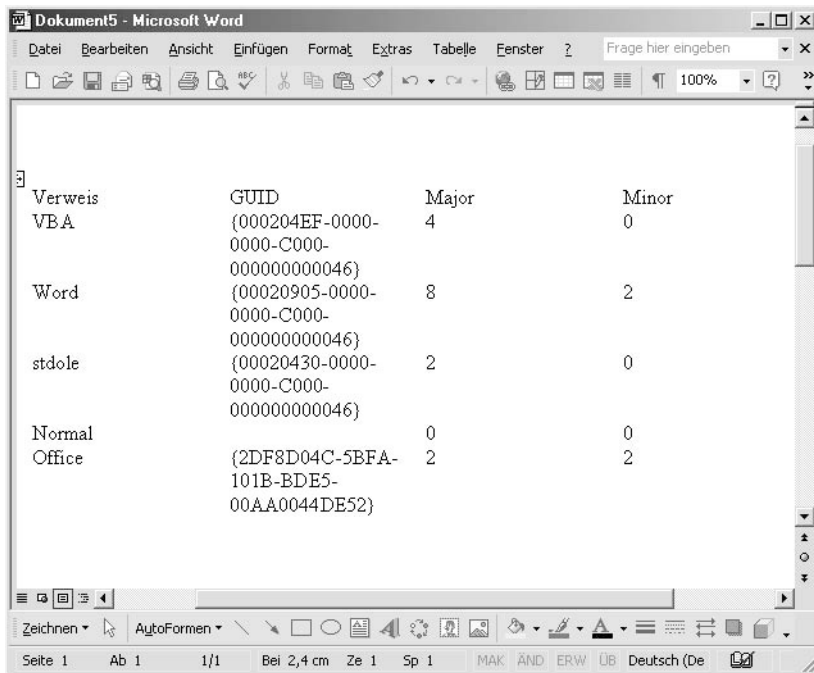 Dokument5 - Microsoft Word
Datei Bearbeiten Ansicht Einfügen Format Extras Tabelle Fenster ? Frage hier eingeben
ABC 100%
Verweis GUID Major Minor
VBA {000204EF-0000- 4 0
0000-C000-
000000000046}
Word {00020905-0000- 8 2
0000-C000-
000000000046}
stdole {00020430-0000- 2 0
0000-C000-
000000000046}
Normal 0 0
Office {2DF8D04C-5BFA- 2 2
101B-BDE5-
00AA0044DE52}
Zeichnen AutoFormen
Seite 1 Ab 1 1/1 Bei 2,4 cm Ze 1 Sp 1 MAK ÄND ERW ÜB Deutsch (De